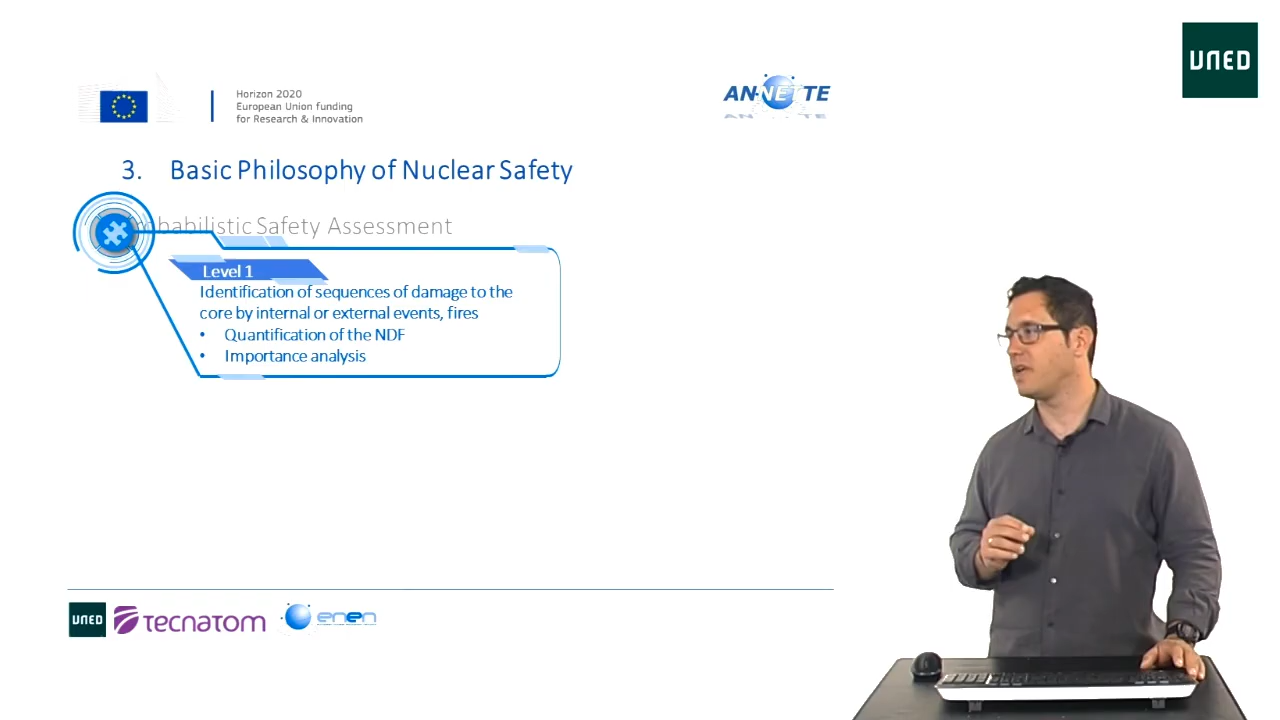 UNED
Horizon 2020
European Union funding
for Research & Innovation
ANNETTE
3. Basic Philosophy of Nuclear Safety
Probabilistic Safety Assessment
Level 1
Identification of sequences of damage to the
core by internal or external events, fires
• Quantification of the NDF
• Importance analysis
UNED
tecnatom
enen